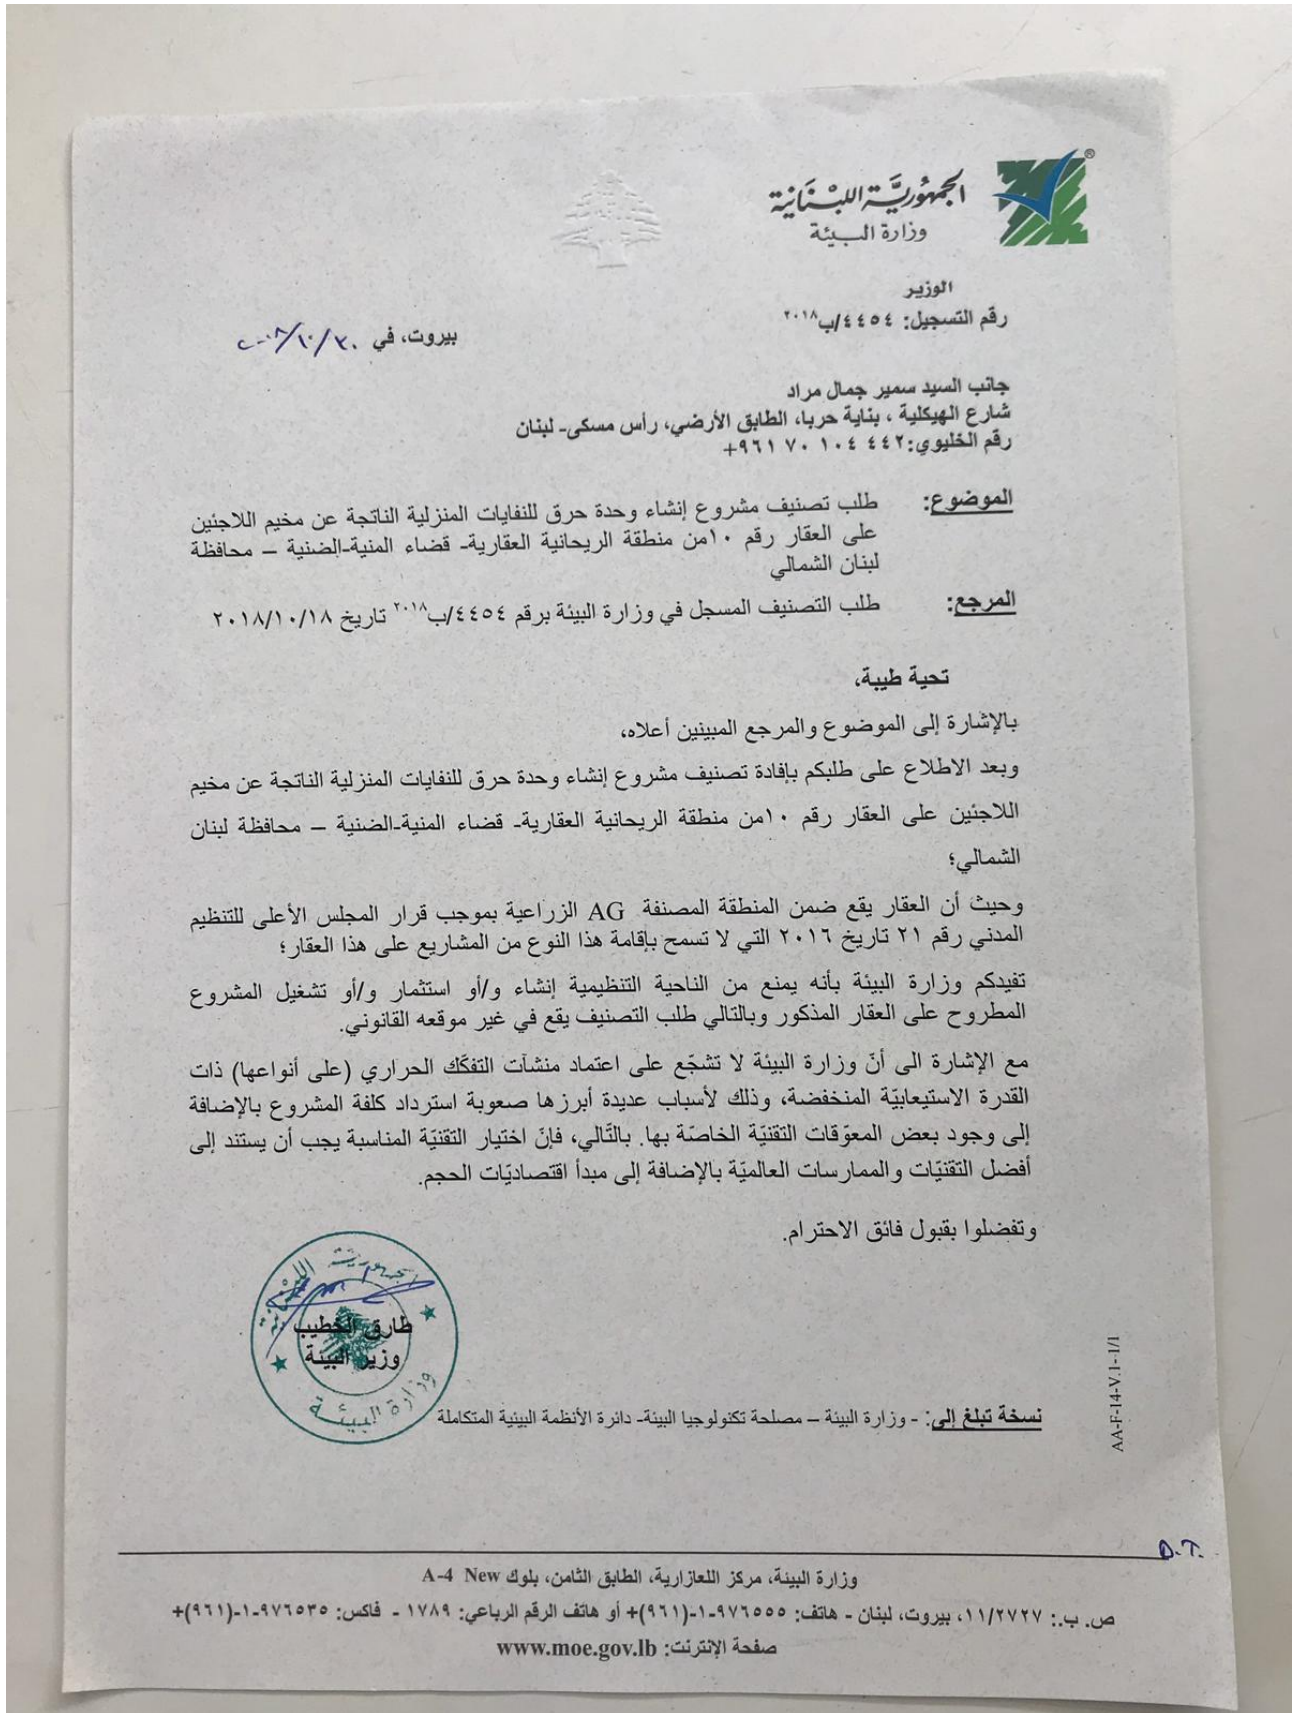 الجمهورية اللبنانية
وزارة البيئة
®
الوزير
رقم التسجيل: ٤٤٥٤/ب٢٠١٨
بيروت، في ٢٠١٨/١٠/٣٠
جانب السيد سمير جمال مراد
شارع الهيكلية ، بناية حربا، الطابق الأرضي، رأس مسكى- لبنان
رقم الخليوي: ٤٤٢ ١٠٤ ٧٠ ٩٦١+
الموضوع: طلب تصنيف مشروع إنشاء وحدة حرق للنفايات المنزلية الناتجة عن مخيم اللاجئين
على العقار رقم ١٠من منطقة الريحانية العقارية- قضاء المنية-الضنية – محافظة
لبنان الشمالي
المرجع: طلب التصنيف المسجل في وزارة البيئة برقم ٤٤٥٤/ب٢٠١٨ تاريخ ٢٠١٨/١٠/١٨
تحية طيبة،
بالإشارة إلى الموضوع والمرجع المبينين أعلاه،
وبعد الاطلاع على طلبكم بإفادة تصنيف مشروع إنشاء وحدة حرق للنفايات المنزلية الناتجة عن مخيم
اللاجئين على العقار رقم ١٠من منطقة الريحانية العقارية- قضاء المنية-الضنية – محافظة لبنان
الشمالي؛
وحيث أن العقار يقع ضمن المنطقة المصنفة AG الزراعية بموجب قرار المجلس الأعلى للتنظيم
المدني رقم ٢١ تاريخ ٢٠١٦ التي لا تسمح بإقامة هذا النوع من المشاريع على هذا العقار؛
تفيدكم وزارة البيئة بأنه يمنع من الناحية التنظيمية إنشاء و/أو استثمار و/أو تشغيل المشروع
المطروح على العقار المذكور وبالتالي طلب التصنيف يقع في غير موقعه القانوني.
مع الإشارة الى أنّ وزارة البيئة لا تشجّع على اعتماد منشآت التفكّك الحراري (على أنواعها) ذات
القدرة الاستيعابيّة المنخفضة، وذلك لأسباب عديدة أبرزها صعوبة استرداد كلفة المشروع بالإضافة
إلى وجود بعض المعوّقات التقنيّة الخاصّة بها. بالتّالي، فإنّ اختيار التقنيّة المناسبة يجب أن يستند إلى
أفضل التقنيّات والممارسات العالميّة بالإضافة إلى مبدأ اقتصاديّات الحجم.
وتفضلوا بقبول فائق الاحترام.
الجمهورية اللبنانية
طارق الخطيب
وزير البيئة
وزارة البيئة
نسخة تبلغ إلى: - وزارة البيئة – مصلحة تكنولوجيا البيئة- دائرة الأنظمة البيئية المتكاملة
AA-F-14-V.1-1/1
D.T.
وزارة البيئة، مركز اللعازارية، الطابق الثامن، بلوك A-4 New
ص. ب.: ١١/٢٧٢٧، بيروت، لبنان - هاتف: ٩٧٦٥٥٥-١-(٩٦١)+ أو هاتف الرقم الرباعي: ١٧٨٩ - فاكس: ٩٧٦٥٣٥-١-(٩٦١)+
صفحة الإنترنت: www.moe.gov.lb